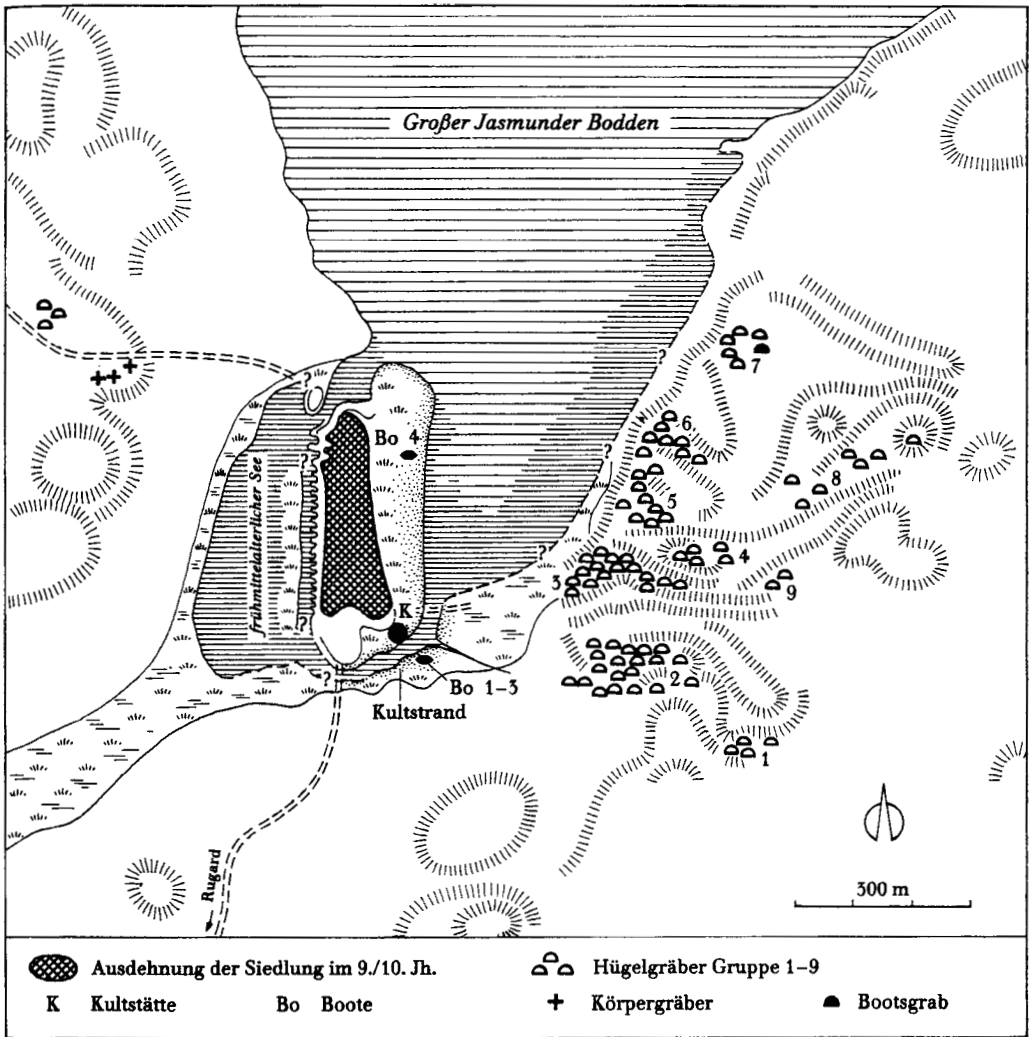 Großer Jasmunder Bodden
7
?
6
?
?
Bo 4
8
?
frühmittelalterlicher See
5
?
4
3
9
K
?
?
2
Bo 1–3
Kultstrand
1
Rugard
300 m
Ausdehnung der Siedlung im 9./10. Jh.
Hügelgräber Gruppe 1–9
K Kultstätte
Bo Boote
Körpergräber
Bootsgrab